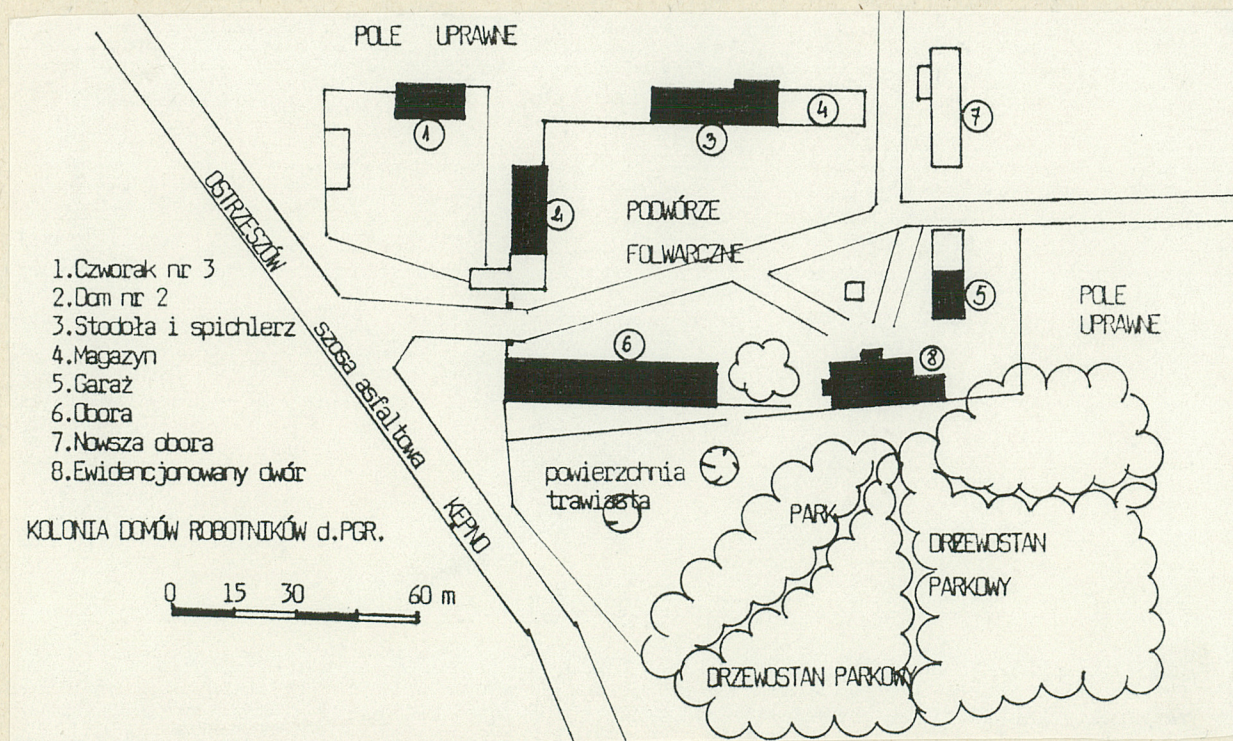 POLE UPRAWNE
1
3
4
7
2
PODWÓRZE
FOLWARCZNE
OSTRZESZÓW
szosa asfaltowa
KĘPNO
5
POLE
UPRAWNE
6
8
1.Czworak nr 3
2.Dom nr 2
3.Stodoła i spichlerz
4.Magazyn
5.Garaż
6.Obora
7.Nowsza obora
8.Ewidencjonowany dwór
KOLONIA DOMÓW ROBOTNIKÓW d.PGR.
0 15 30 60 m
powierzchnia
trawiasta
PARK
DRZEWOSTAN
PARKOWY
DRZEWOSTAN PARKOWY